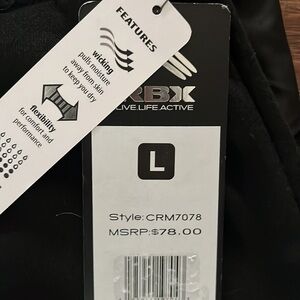 FEATURES
wicking
pulls moisture
away from skin
to keep you dry
flexibility
for comfort and
performance
RBX
LIVE.LIFE.ACTIVE
L
Style: CRM7078
MSRP:$78.00